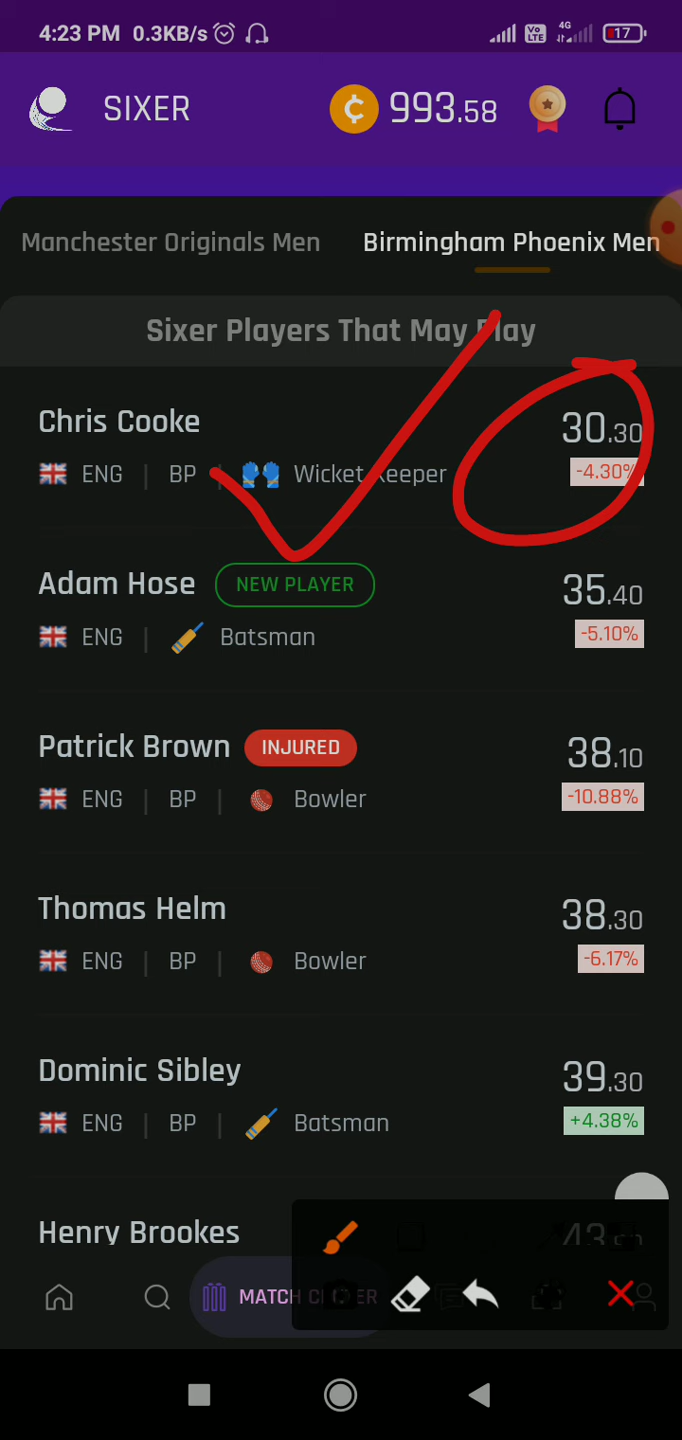 4:23 PM 0.3KB/s Vo LTE 4G 17
SIXER ¢ 993.58
Manchester Originals Men Birmingham Phoenix Men
Sixer Players That May Play
Chris Cooke 30.30
ENG | BP | Wicket Keeper -4.30%
Adam Hose NEW PLAYER 35.40
ENG | Batsman -5.10%
Patrick Brown INJURED 38.10
ENG | BP | Bowler -10.88%
Thomas Helm 38.30
ENG | BP | Bowler -6.17%
Dominic Sibley 39.30
ENG | BP | Batsman +4.38%
Henry Brookes
MATCH